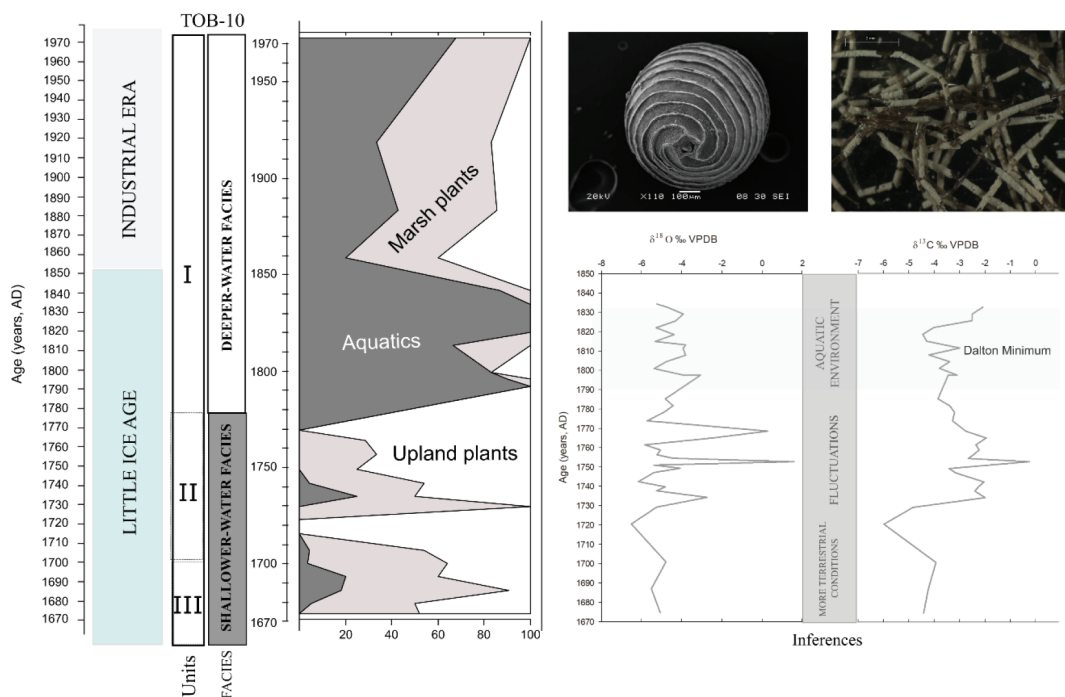 TOB-10
Age (years, AD)
1970
1960
1950
1940
1930
1920
1910
1900
1890
1880
1870
1860
1850
1840
1830
1820
1810
1800
1790
1780
1770
1760
1750
1740
1730
1720
1710
1700
1690
1680
1670
INDUSTRIAL ERA
LITTLE ICE AGE
I
II
III
Units
DEEPER-WATER FACIES
SHALLOWER-WATER FACIES
FACIES
1970
1950
1900
1850
1800
1750
1700
1670
Marsh plants
Aquatics
Upland plants
20 40 60 80 100
20kV X110 100µm 08 30 SEI
δ18 O ‰ VPDB
-8 -6 -4 -2 0 2
δ13C ‰ VPDB
-7 -6 -5 -4 -3 -2 -1 0
Age (years, AD)
1850
1840
1830
1820
1810
1800
1790
1780
1770
1760
1750
1740
1730
1720
1710
1700
1690
1680
1670
AQUATIC
ENVIRONMENT
FLUCTUATIONS
MORE TERRESTRIAL
CONDITIONS
Dalton Minimum
Inferences